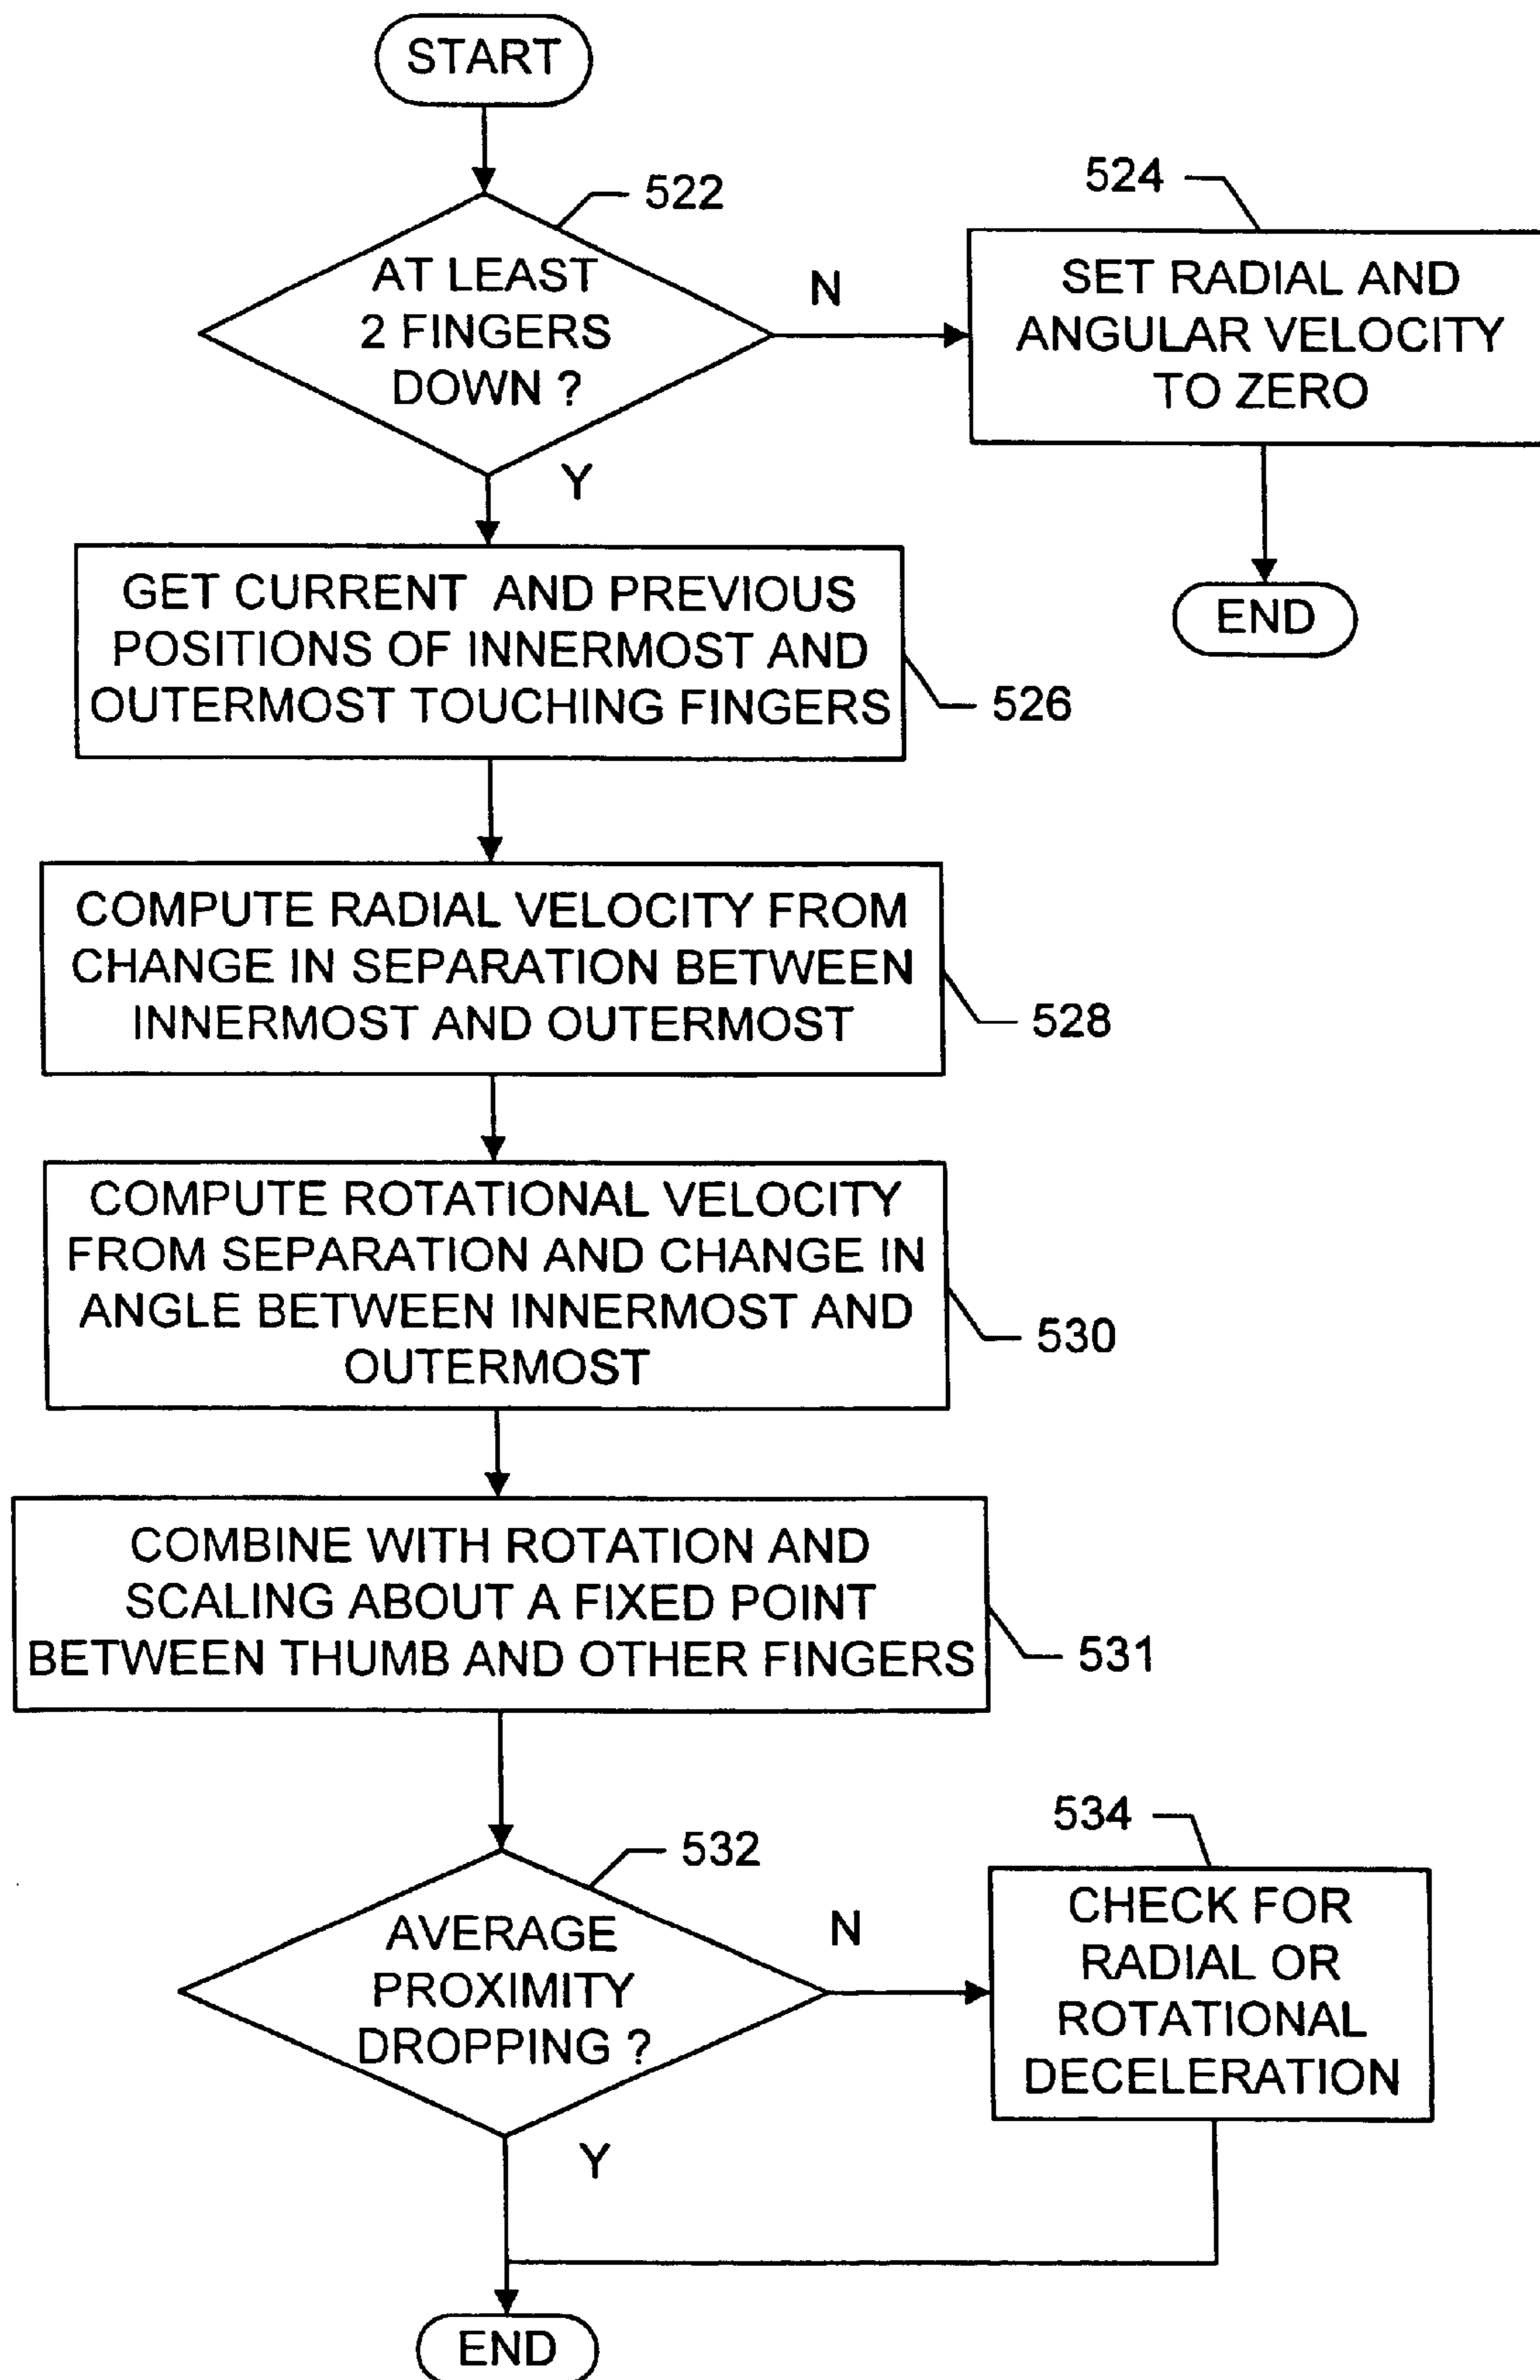 START
522
AT LEAST
2 FINGERS
DOWN ?
N
524
SET RADIAL AND
ANGULAR VELOCITY
TO ZERO
END
Y
GET CURRENT AND PREVIOUS
POSITIONS OF INNERMOST AND
OUTERMOST TOUCHING FINGERS
526
COMPUTE RADIAL VELOCITY FROM
CHANGE IN SEPARATION BETWEEN
INNERMOST AND OUTERMOST
528
COMPUTE ROTATIONAL VELOCITY
FROM SEPARATION AND CHANGE IN
ANGLE BETWEEN INNERMOST AND
OUTERMOST
530
COMBINE WITH ROTATION AND
SCALING ABOUT A FIXED POINT
BETWEEN THUMB AND OTHER FINGERS
531
532
AVERAGE
PROXIMITY
DROPPING ?
N
534
CHECK FOR
RADIAL OR
ROTATIONAL
DECELERATION
Y
END